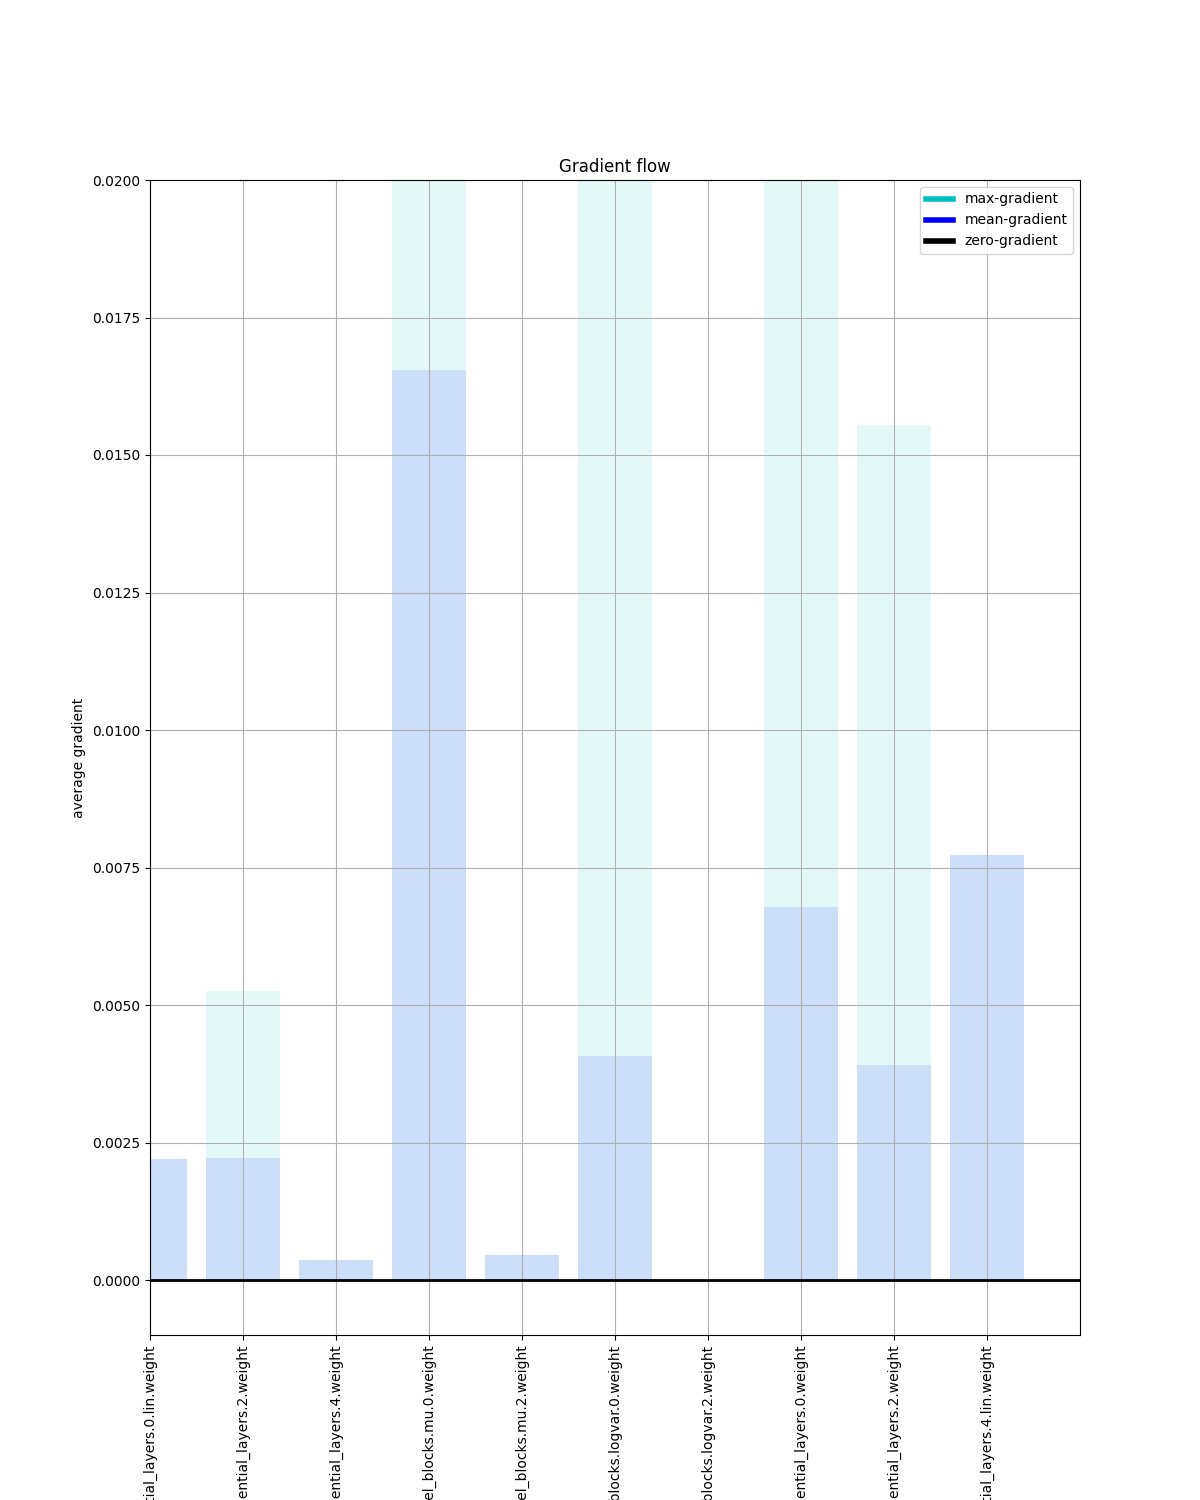 Gradient flow
max-gradient
mean-gradient
zero-gradient
0.0200
0.0175
0.0150
0.0125
0.0100
0.0075
0.0050
0.0025
0.0000
average gradient
tial_layers.0.lin.weight
ential_layers.2.weight
ential_layers.4.weight
el_blocks.mu.0.weight
el_blocks.mu.2.weight
blocks.logvar.0.weight
blocks.logvar.2.weight
ential_layers.0.weight
ential_layers.2.weight
tial_layers.4.lin.weight